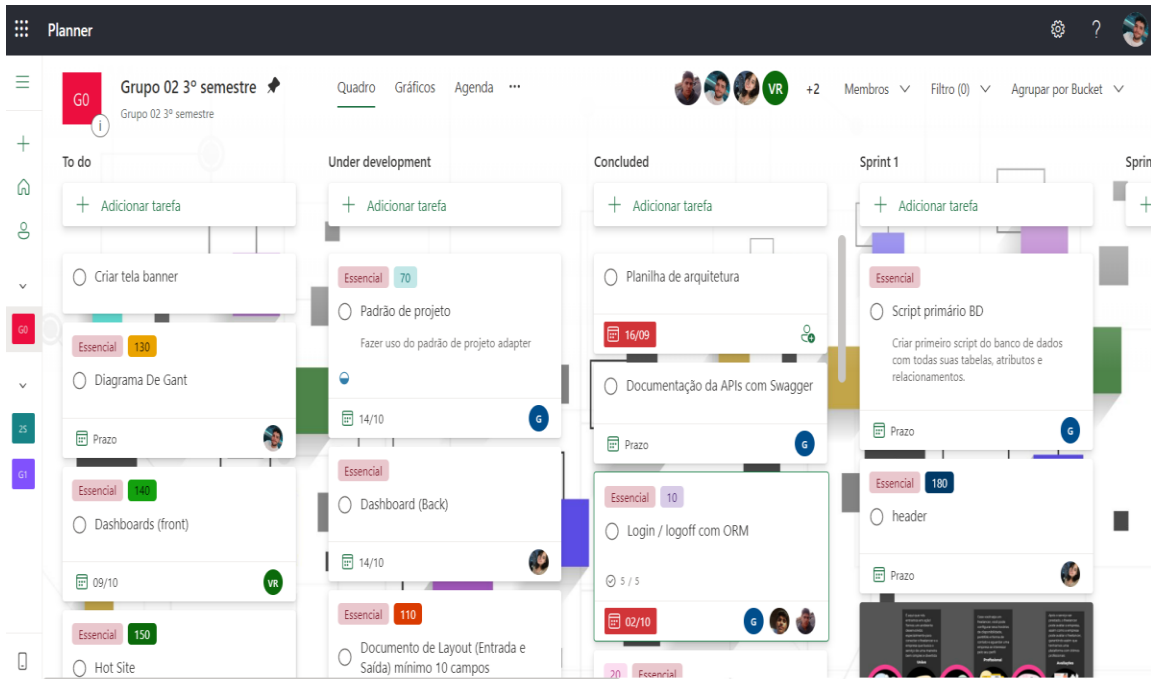 Planner
?
G0
i
Grupo 02 3º semestre
Grupo 02 3º semestre
Quadro Gráficos Agenda ...
VR +2 Membros Filtro (0) Agrupar por Bucket
G0
2S
G1
To do
+ Adicionar tarefa
Criar tela banner
Essencial 130
Diagrama De Gant
Prazo
Essencial 140
Dashboards (front)
09/10 VR
Essencial 150
Hot Site
Under development
+ Adicionar tarefa
Essencial 70
Padrão de projeto
Fazer uso do padrão de projeto adapter
14/10 G
Essencial
Dashboard (Back)
14/10
Essencial 110
Documento de Layout (Entrada e
Saída) mínimo 10 campos
Concluded
+ Adicionar tarefa
Planilha de arquitetura
16/09
Documentação da APIs com Swagger
Prazo G
Essencial 10
Login / logoff com ORM
5 / 5
02/10 G
20 Essencial
Sprint 1
+ Adicionar tarefa
Essencial
Script primário BD
Criar primeiro script do banco de dados
com todas suas tabelas, atributos e
relacionamentos.
Prazo G
Essencial 180
header
Prazo
Sprin
+